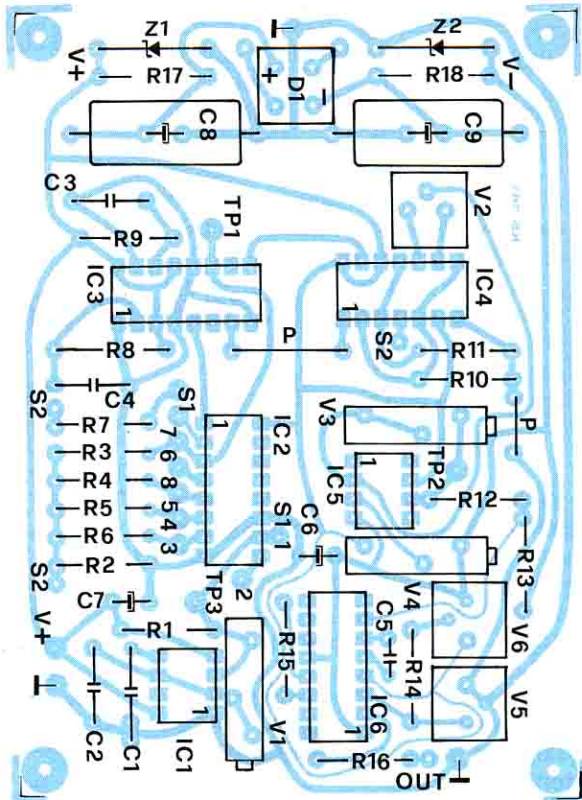 Z1
Z2
V+
R17
+
D1
−
R18
V−
C8
C9
C3
TP1
V2
R9
IC3
1
1
IC4
R8
P
S2
R11
C4
R10
S2
S1
V3
P
R7
7
1
IC2
1
R3
6
IC5
TP2
R4
8
R12
R5
5
R6
4
S1
1
C6
R13
S2
R2
3
2
C7
TP3
V4
V+
R1
R15
C5
R14
V6
C2
C1
IC1
1
V1
IC6
1
V5
R16
OUT